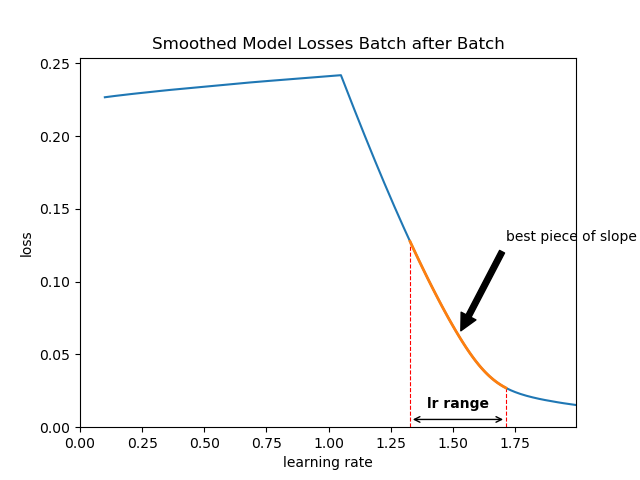 Smoothed Model Losses Batch after Batch
0.25
0.20
0.15
0.10
0.05
0.00
loss
best piece of slope
lr range
0.00 0.25 0.50 0.75 1.00 1.25 1.50 1.75
learning rate